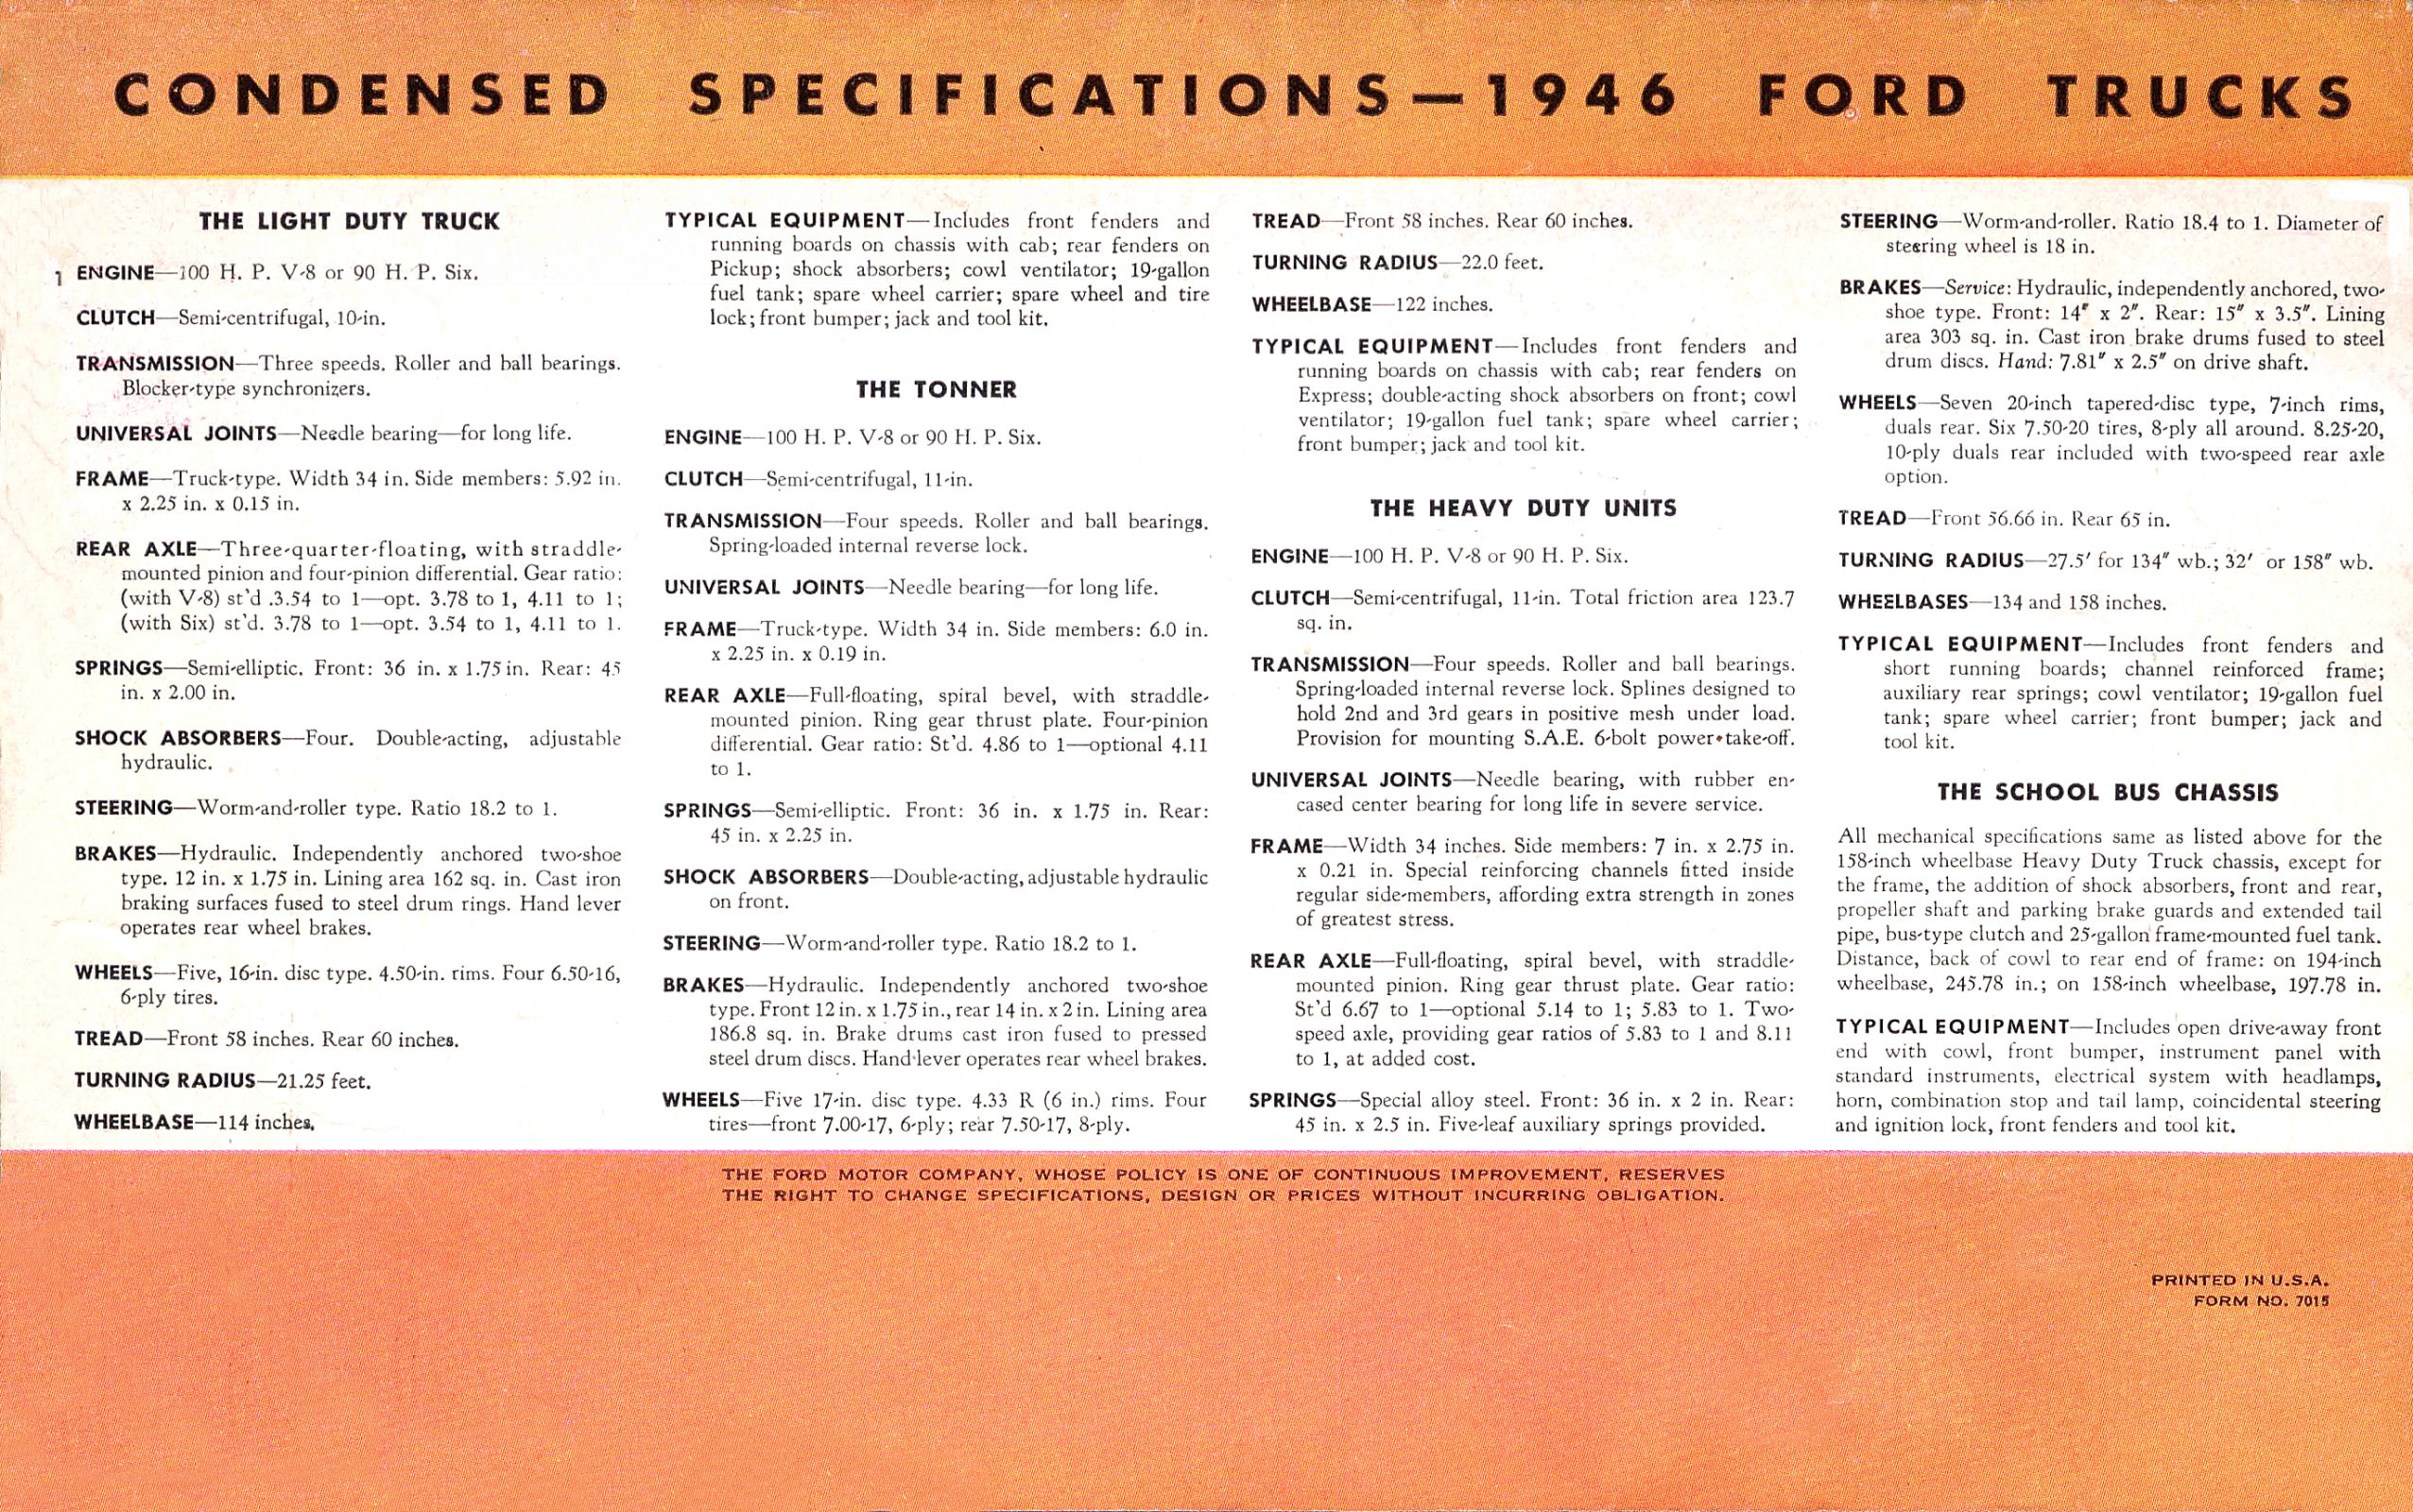 CONDENSED SPECIFICATIONS—1946 FORD TRUCKS
THE LIGHT DUTY TRUCK
1 ENGINE—100 H. P. V-8 or 90 H. P. Six.
CLUTCH—Semi-centrifugal, 10-in.
TRANSMISSION—Three speeds. Roller and ball bearings.
Blocker-type synchronizers.
UNIVERSAL JOINTS—Needle bearing—for long life.
FRAME—Truck-type. Width 34 in. Side members: 5.92 in.
x 2.25 in. x 0.15 in.
REAR AXLE—Three-quarter-floating, with straddle-
mounted pinion and four-pinion differential. Gear ratio:
(with V-8) st'd .3.54 to 1—opt. 3.78 to 1, 4.11 to 1;
(with Six) st'd. 3.78 to 1—opt. 3.54 to 1, 4.11 to 1.
SPRINGS—Semi-elliptic. Front: 36 in. x 1.75 in. Rear: 45
in. x 2.00 in.
SHOCK ABSORBERS—Four. Double-acting, adjustable
hydraulic.
STEERING—Worm-and-roller type. Ratio 18.2 to 1.
BRAKES—Hydraulic. Independently anchored two-shoe
type. 12 in. x 1.75 in. Lining area 162 sq. in. Cast iron
braking surfaces fused to steel drum rings. Hand lever
operates rear wheel brakes.
WHEELS—Five, 16-in. disc type. 4.50-in. rims. Four 6.50-16,
6-ply tires.
TREAD—Front 58 inches. Rear 60 inches.
TURNING RADIUS—21.25 feet.
WHEELBASE—114 inches.
TYPICAL EQUIPMENT—Includes front fenders and
running boards on chassis with cab; rear fenders on
Pickup; shock absorbers; cowl ventilator; 19-gallon
fuel tank; spare wheel carrier; spare wheel and tire
lock; front bumper; jack and tool kit.
THE TONNER
ENGINE—100 H. P. V-8 or 90 H. P. Six.
CLUTCH—Semi-centrifugal, 11-in.
TRANSMISSION—Four speeds. Roller and ball bearings.
Spring-loaded internal reverse lock.
UNIVERSAL JOINTS—Needle bearing—for long life.
FRAME—Truck-type. Width 34 in. Side members: 6.0 in.
x 2.25 in. x 0.19 in.
REAR AXLE—Full-floating, spiral bevel, with straddle-
mounted pinion. Ring gear thrust plate. Four-pinion
differential. Gear ratio: St'd. 4.86 to 1—optional 4.11
to 1.
SPRINGS—Semi-elliptic. Front: 36 in. x 1.75 in. Rear:
45 in. x 2.25 in.
SHOCK ABSORBERS—Double-acting, adjustable hydraulic
on front.
STEERING—Worm-and-roller type. Ratio 18.2 to 1.
BRAKES—Hydraulic. Independently anchored two-shoe
type. Front 12 in. x 1.75 in., rear 14 in. x 2 in. Lining area
186.8 sq. in. Brake drums cast iron fused to pressed
steel drum discs. Hand lever operates rear wheel brakes.
WHEELS—Five 17-in. disc type. 4.33 R (6 in.) rims. Four
tires—front 7.00-17, 6-ply; rear 7.50-17, 8-ply.
TREAD—Front 58 inches. Rear 60 inches.
TURNING RADIUS—22.0 feet.
WHEELBASE—122 inches.
TYPICAL EQUIPMENT—Includes front fenders and
running boards on chassis with cab; rear fenders on
Express; double-acting shock absorbers on front; cowl
ventilator; 19-gallon fuel tank; spare wheel carrier;
front bumper; jack and tool kit.
THE HEAVY DUTY UNITS
ENGINE—100 H. P. V-8 or 90 H. P. Six.
CLUTCH—Semi-centrifugal, 11-in. Total friction area 123.7
sq. in.
TRANSMISSION—Four speeds. Roller and ball bearings.
Spring-loaded internal reverse lock. Splines designed to
hold 2nd and 3rd gears in positive mesh under load.
Provision for mounting S.A.E. 6-bolt power-take-off.
UNIVERSAL JOINTS—Needle bearing, with rubber en-
cased center bearing for long life in severe service.
FRAME—Width 34 inches. Side members: 7 in. x 2.75 in.
x 0.21 in. Special reinforcing channels fitted inside
regular side-members, affording extra strength in zones
of greatest stress.
REAR AXLE—Full-floating, spiral bevel, with straddle-
mounted pinion. Ring gear thrust plate. Gear ratio:
St'd 6.67 to 1—optional 5.14 to 1; 5.83 to 1. Two-
speed axle, providing gear ratios of 5.83 to 1 and 8.11
to 1, at added cost.
SPRINGS—Special alloy steel. Front: 36 in. x 2 in. Rear:
45 in. x 2.5 in. Five-leaf auxiliary springs provided.
STEERING—Worm-and-roller. Ratio 18.4 to 1. Diameter of
steering wheel is 18 in.
BRAKES—Service: Hydraulic, independently anchored, two-
shoe type. Front: 14" x 2". Rear: 15" x 3.5". Lining
area 303 sq. in. Cast iron brake drums fused to steel
drum discs. Hand: 7.81" x 2.5" on drive shaft.
WHEELS—Seven 20-inch tapered-disc type, 7-inch rims,
duals rear. Six 7.50-20 tires, 8-ply all around. 8.25-20,
10-ply duals rear included with two-speed rear axle
option.
TREAD—Front 56.66 in. Rear 65 in.
TURNING RADIUS—27.5' for 134" wb.; 32' or 158" wb.
WHEELBASES—134 and 158 inches.
TYPICAL EQUIPMENT—Includes front fenders and
short running boards; channel reinforced frame;
auxiliary rear springs; cowl ventilator; 19-gallon fuel
tank; spare wheel carrier; front bumper; jack and
tool kit.
THE SCHOOL BUS CHASSIS
All mechanical specifications same as listed above for the
158-inch wheelbase Heavy Duty Truck chassis, except for
the frame, the addition of shock absorbers, front and rear,
propeller shaft and parking brake guards and extended tail
pipe, bus-type clutch and 25-gallon frame-mounted fuel tank.
Distance, back of cowl to rear end of frame: on 194-inch
wheelbase, 245.78 in.; on 158-inch wheelbase, 197.78 in.
TYPICAL EQUIPMENT—Includes open drive-away front
end with cowl, front bumper, instrument panel with
standard instruments, electrical system with headlamps,
horn, combination stop and tail lamp, coincidental steering
and ignition lock, front fenders and tool kit.
THE FORD MOTOR COMPANY, WHOSE POLICY IS ONE OF CONTINUOUS IMPROVEMENT, RESERVES
THE RIGHT TO CHANGE SPECIFICATIONS, DESIGN OR PRICES WITHOUT INCURRING OBLIGATION.
PRINTED IN U.S.A.
FORM NO. 7015